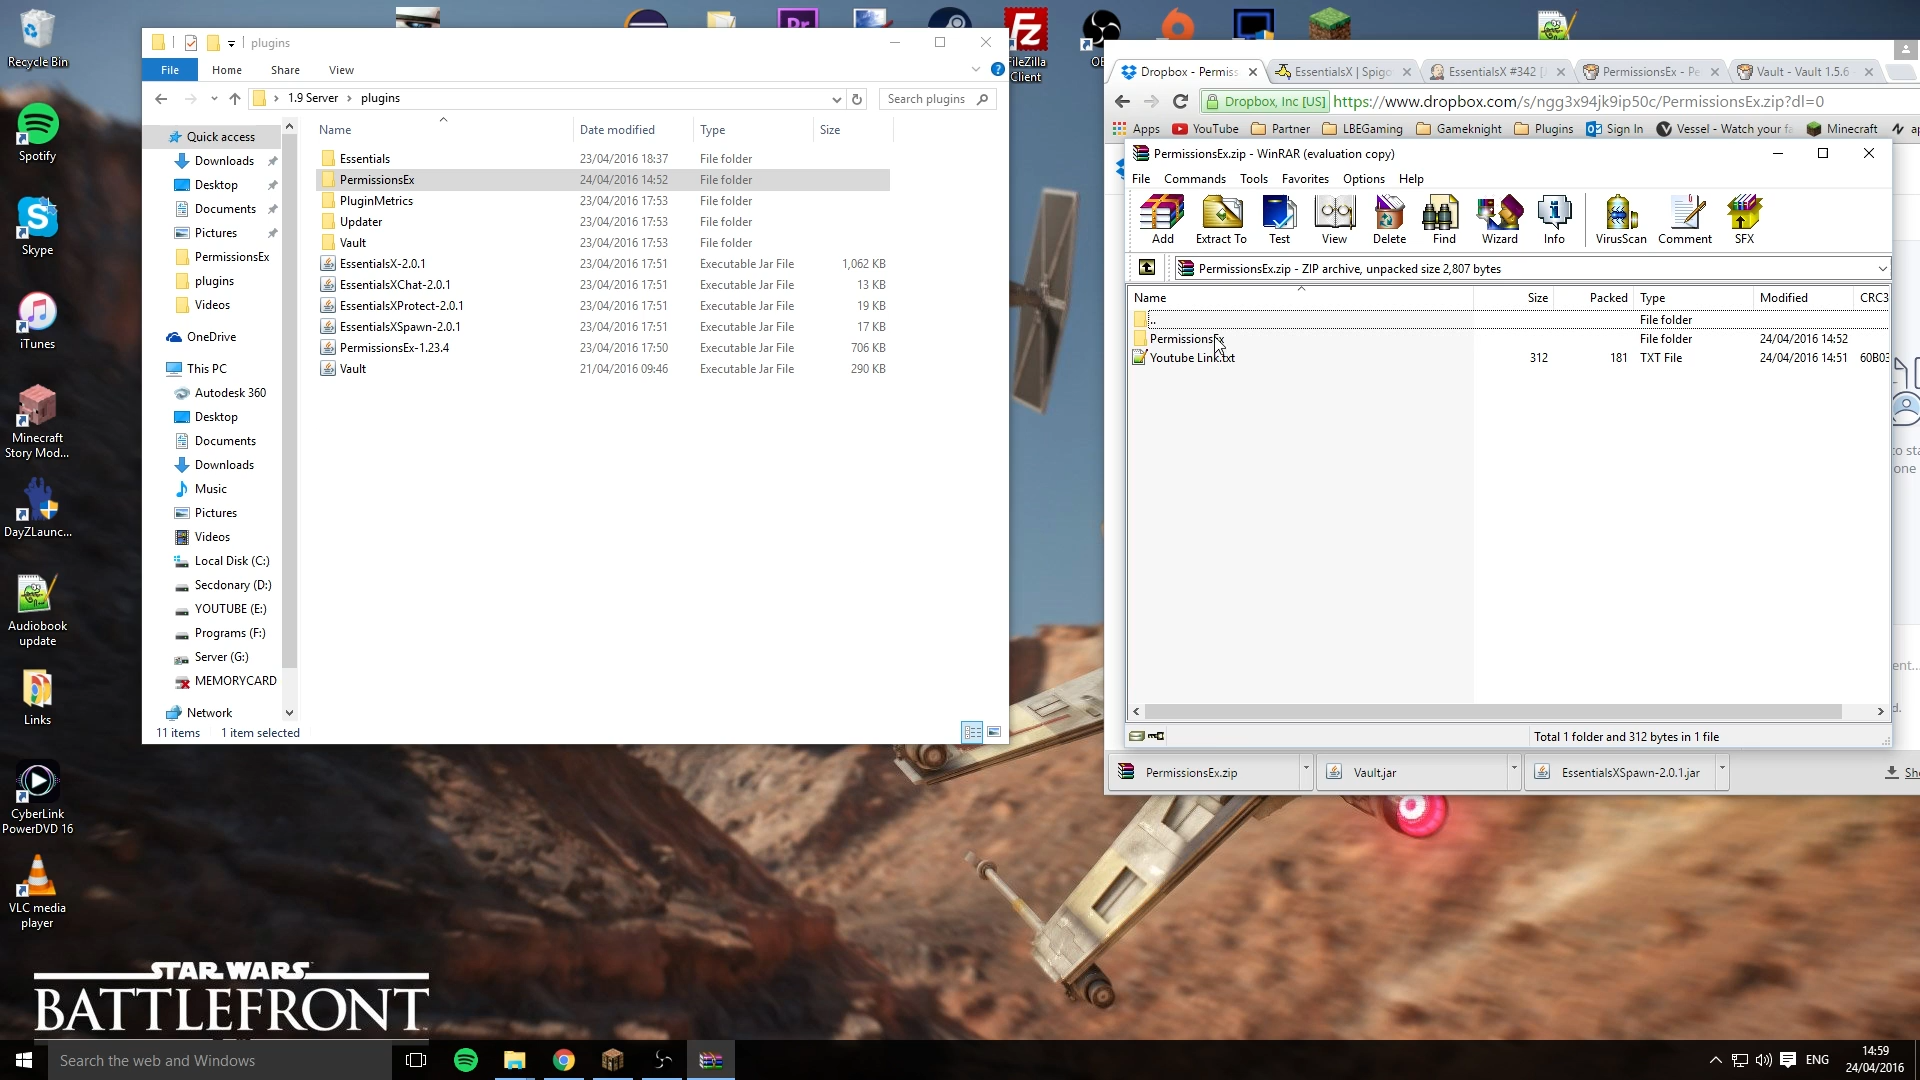 Recycle Bin
Spotify
Skype
iTunes
Minecraft
Story Mod...
DayZLaunc...
Audiobook
update
Links
CyberLink
PowerDVD 16
VLC media
player
FileZilla
Client
plugins
File Home Share View
1.9 Server > plugins
Search plugins
Quick access
Downloads
Desktop
Documents
Pictures
PermissionsEx
plugins
Videos
OneDrive
This PC
Autodesk 360
Desktop
Documents
Downloads
Music
Pictures
Videos
Local Disk (C:)
Secdonary (D:)
YOUTUBE (E:)
Programs (F:)
Server (G:)
MEMORYCARD
Network
Name Date modified Type Size
Essentials 23/04/2016 18:37 File folder
PermissionsEx 24/04/2016 14:52 File folder
PluginMetrics 23/04/2016 17:53 File folder
Updater 23/04/2016 17:53 File folder
Vault 23/04/2016 17:53 File folder
EssentialsX-2.0.1 23/04/2016 17:51 Executable Jar File 1,062 KB
EssentialsXChat-2.0.1 23/04/2016 17:51 Executable Jar File 13 KB
EssentialsXProtect-2.0.1 23/04/2016 17:51 Executable Jar File 19 KB
EssentialsXSpawn-2.0.1 23/04/2016 17:51 Executable Jar File 17 KB
PermissionsEx-1.23.4 23/04/2016 17:50 Executable Jar File 706 KB
Vault 21/04/2016 09:46 Executable Jar File 290 KB
11 items 1 item selected
Dropbox - Permiss EssentialsX | Spigo EssentialsX #342 PermissionsEx - Pe Vault - Vault 1.5.6
Dropbox, Inc [US] https://www.dropbox.com/s/ngg3x94jk9ip50c/PermissionsEx.zip?dl=0
Apps YouTube Partner LBEGaming Gameknight Plugins Sign In Vessel - Watch your f Minecraft
PermissionsEx.zip - WinRAR (evaluation copy)
File Commands Tools Favorites Options Help
Add Extract To Test View Delete Find Wizard Info VirusScan Comment SFX
PermissionsEx.zip - ZIP archive, unpacked size 2,807 bytes
Name Size Packed Type Modified CRC3
.. File folder
PermissionsEx File folder 24/04/2016 14:52
Youtube Link.txt 312 181 TXT File 24/04/2016 14:51 60B03
Total 1 folder and 312 bytes in 1 file
PermissionsEx.zip Vault.jar EssentialsXSpawn-2.0.1.jar
STAR WARS
BATTLEFRONT
Search the web and Windows
ENG
14:59
24/04/2016